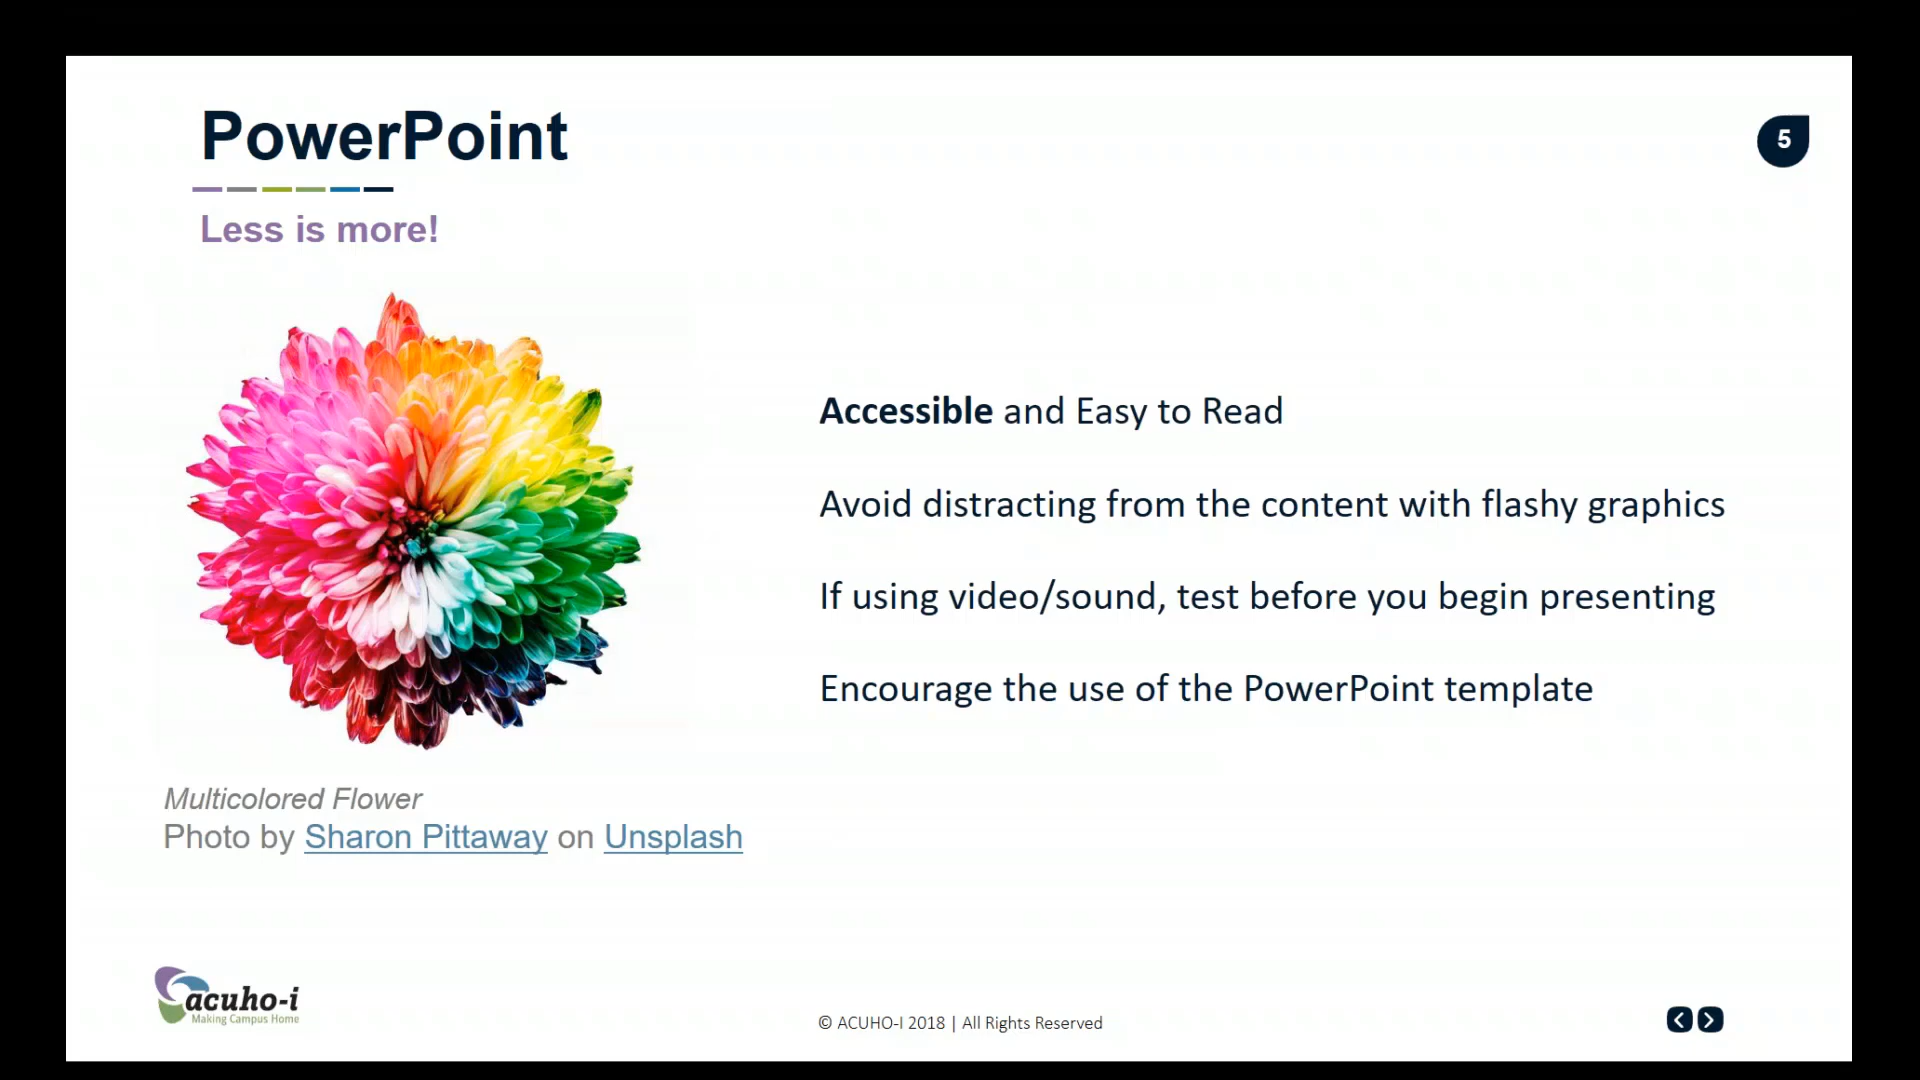 PowerPoint
5
Less is more!
Accessible and Easy to Read
Avoid distracting from the content with flashy graphics
If using video/sound, test before you begin presenting
Encourage the use of the PowerPoint template
Multicolored Flower
Photo by Sharon Pittaway on Unsplash
acuho-i
Making Campus Home
© ACUHO-I 2018 | All Rights Reserved